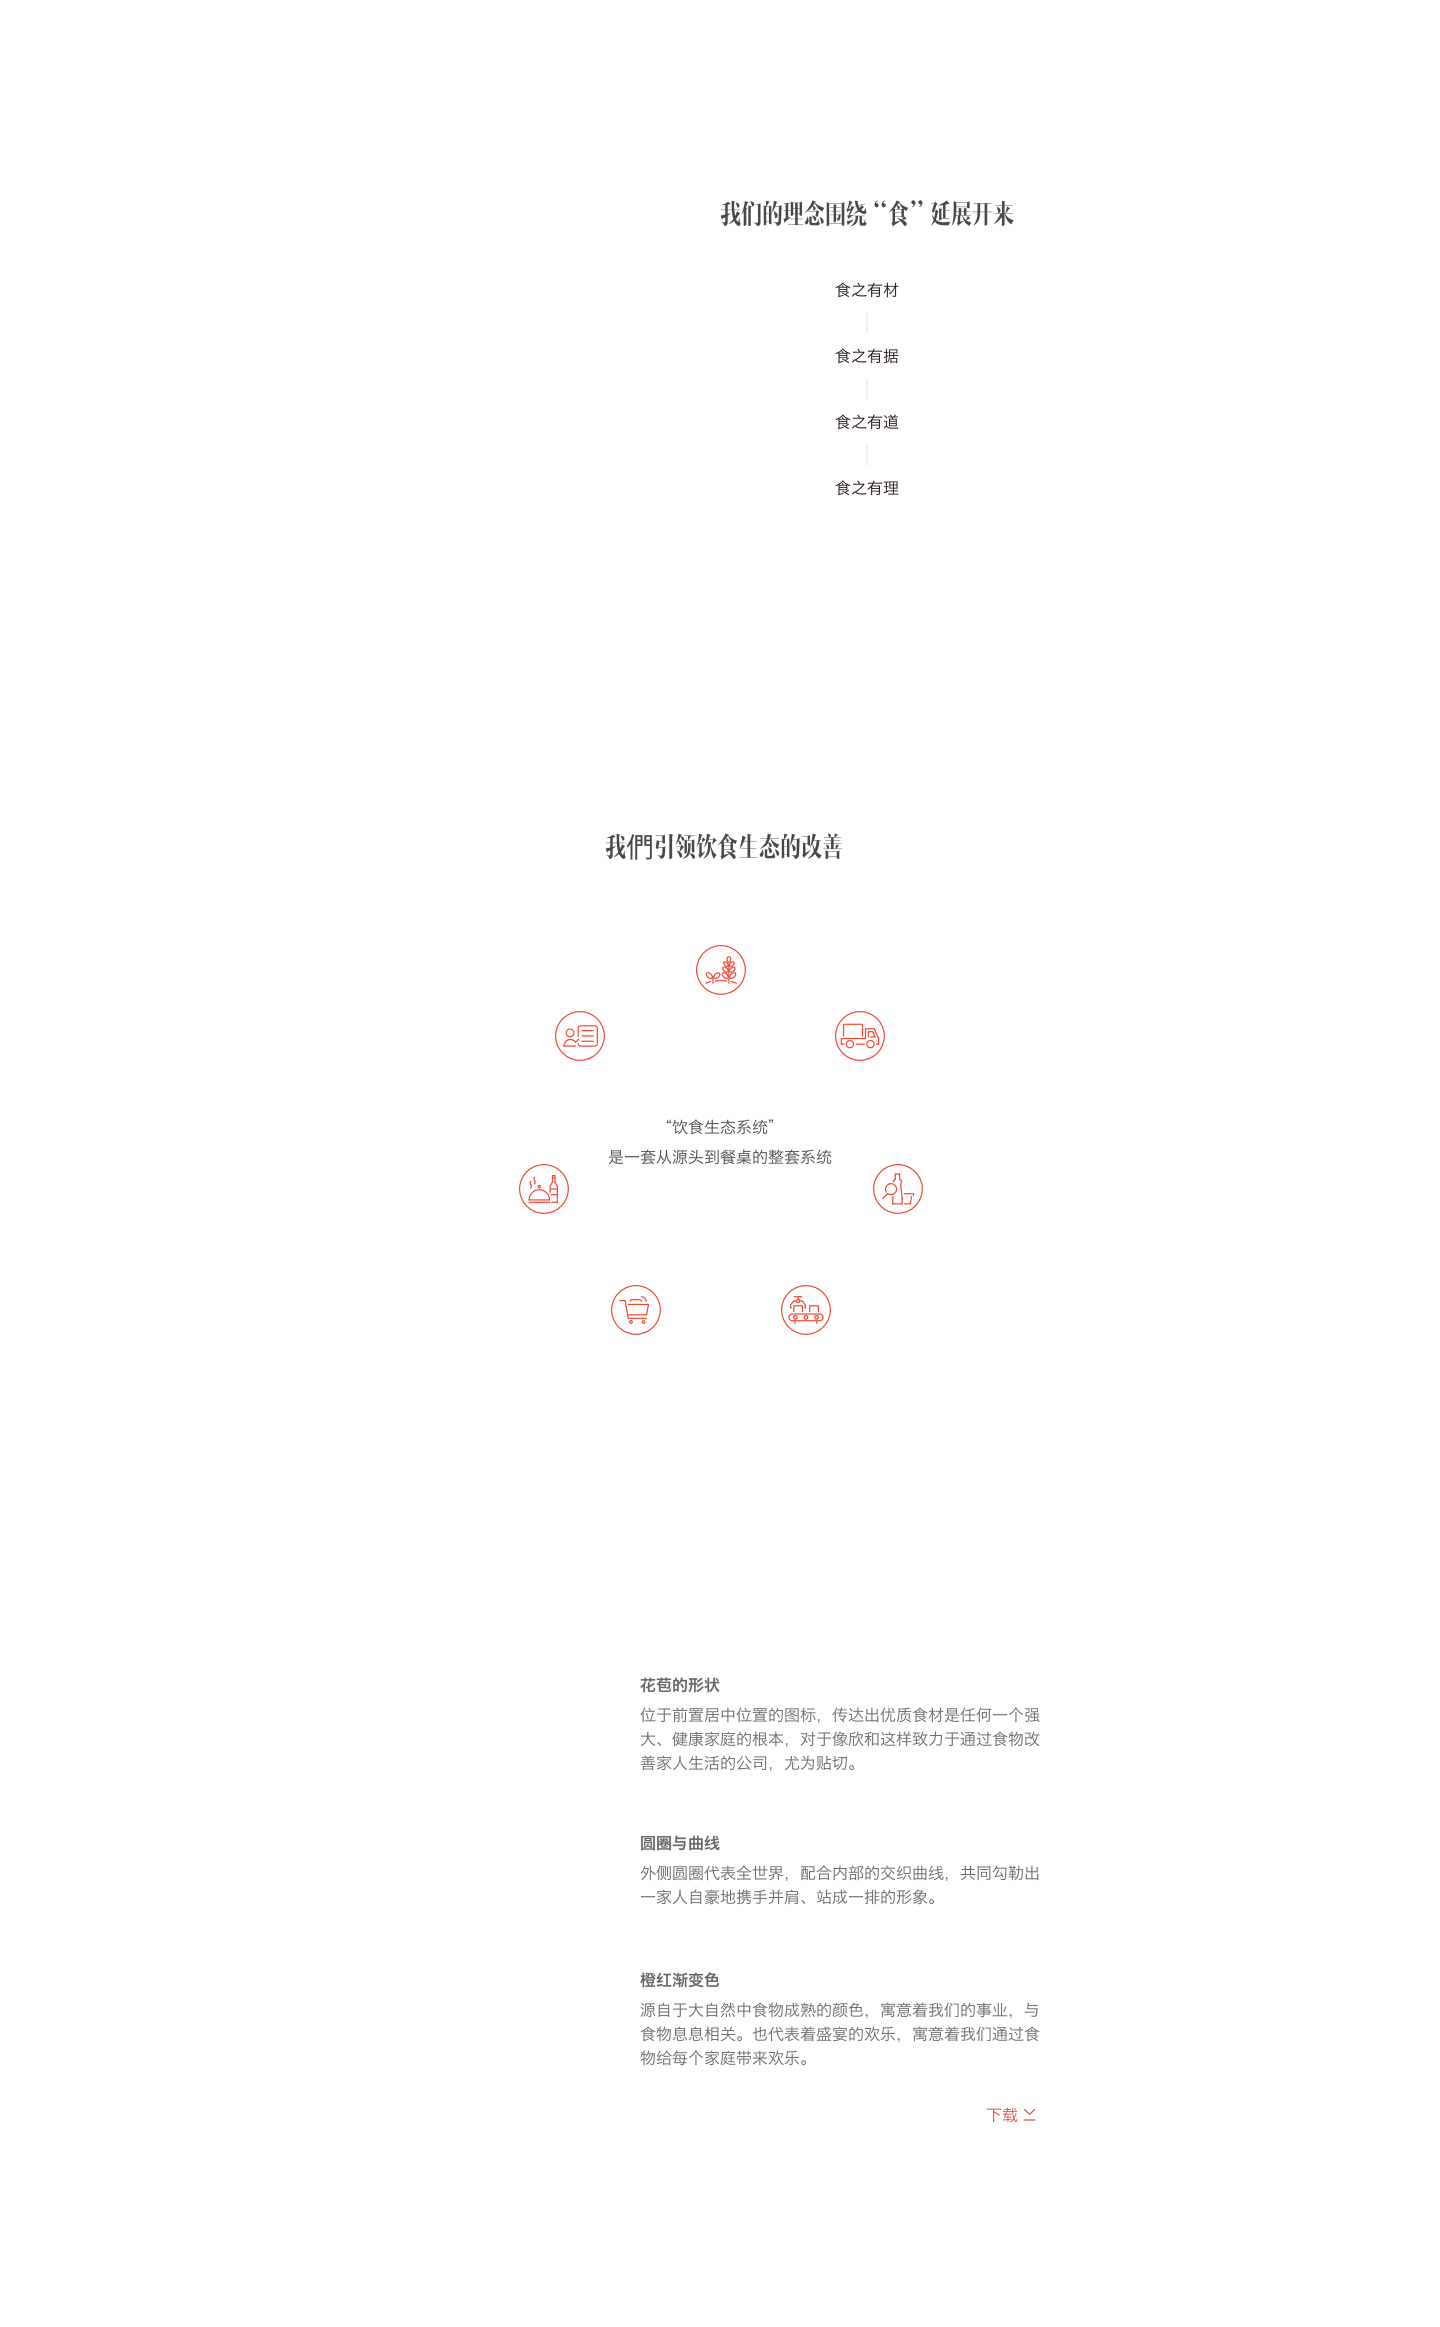 我们的理念围绕“食”延展开来
食之有材
食之有据
食之有道
食之有理
我們引领饮食生态的改善
“饮食生态系统”
是一套从源头到餐桌的整套系统
花苞的形状
位于前置居中位置的图标，传达出优质食材是任何一个强
大、健康家庭的根本，对于像欣和这样致力于通过食物改
善家人生活的公司，尤为贴切。
圆圈与曲线
外侧圆圈代表全世界，配合内部的交织曲线，共同勾勒出
一家人自豪地携手并肩、站成一排的形象。
橙红渐变色
源自于大自然中食物成熟的颜色，寓意着我们的事业，与
食物息息相关。也代表着盛宴的欢乐，寓意着我们通过食
物给每个家庭带来欢乐。
下载